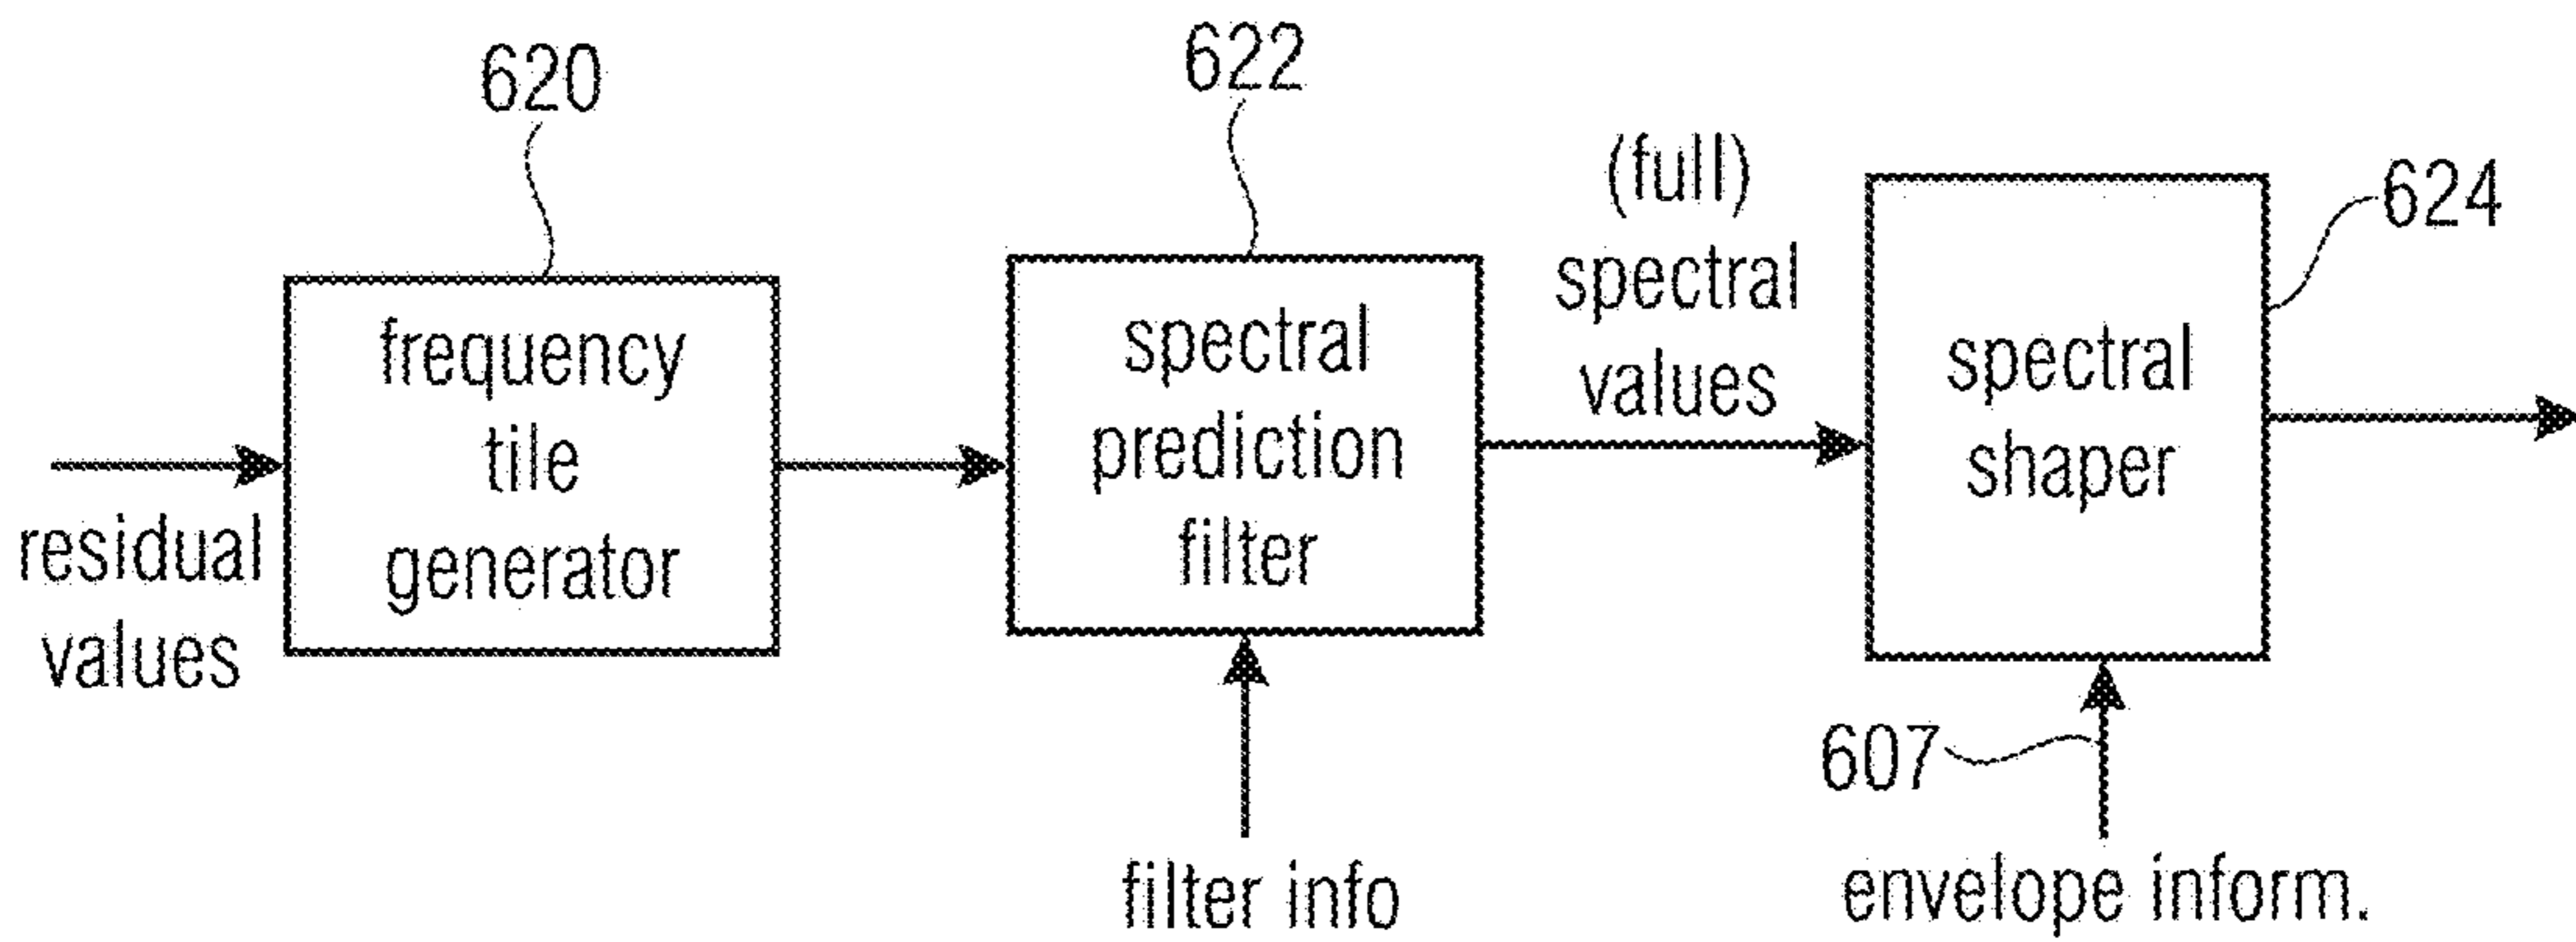 620
622
(full)
spectral
values
624
frequency
tile
generator
spectral
prediction
filter
spectral
shaper
residual
values
607
filter info
envelope inform.